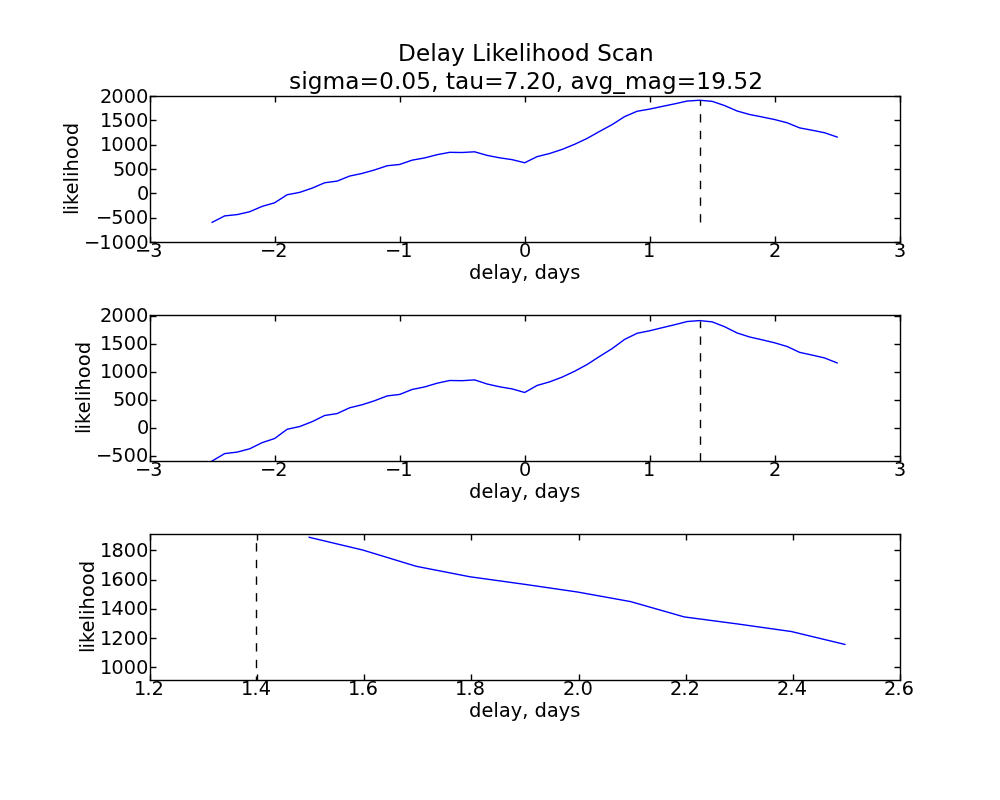 Delay Likelihood Scan
sigma=0.05, tau=7.20, avg_mag=19.52
2000
1500
1000
500
0
−500
−1000
likelihood
−3 −2 −1 0 1 2 3
delay, days
2000
1500
1000
500
0
−500
likelihood
−3 −2 −1 0 1 2 3
delay, days
1800
1600
1400
1200
1000
likelihood
1.2 1.4 1.6 1.8 2.0 2.2 2.4 2.6
delay, days